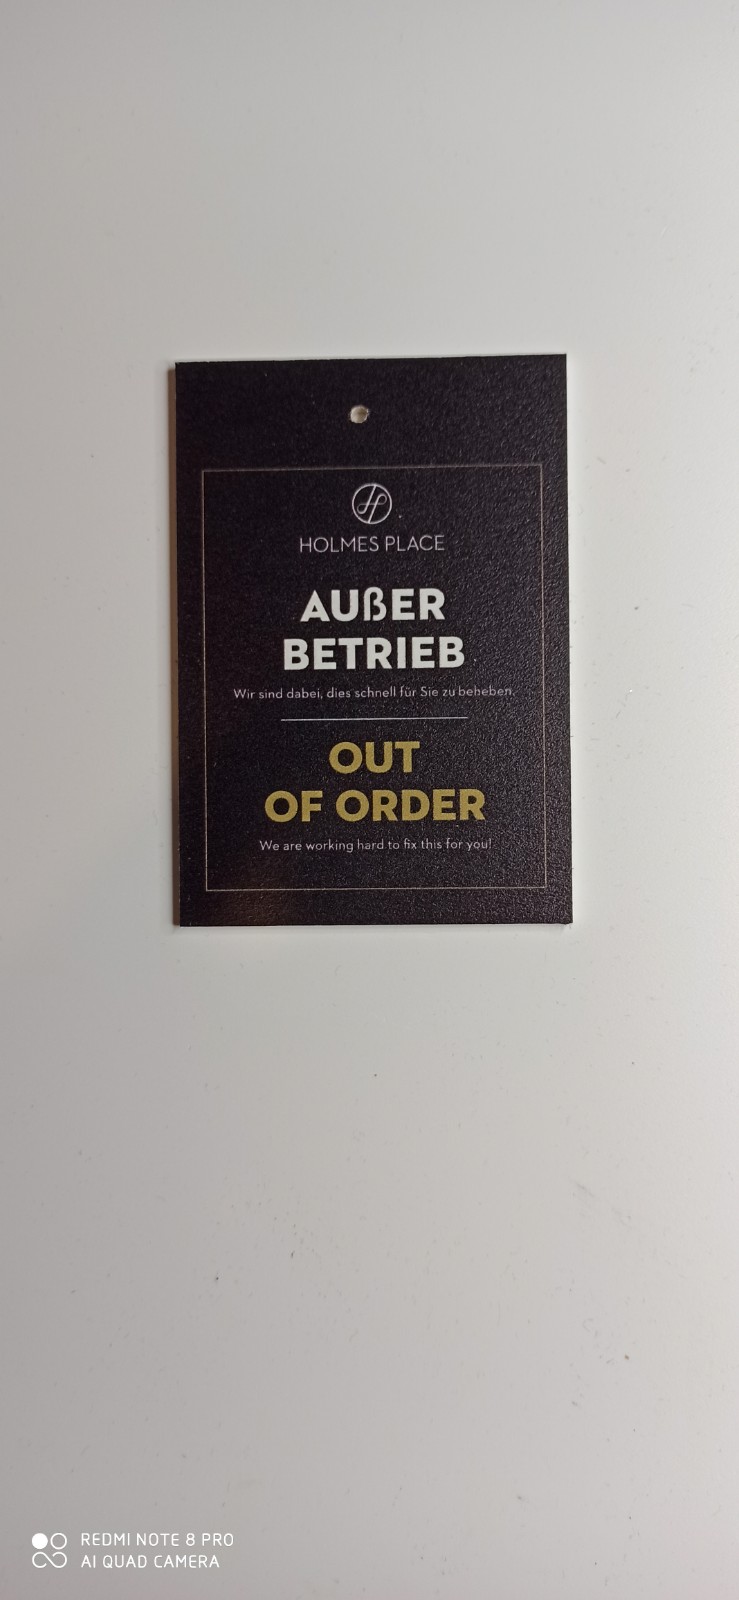 HOLMES PLACE
AUßER
BETRIEB
Wir sind dabei, dies schnell für Sie zu beheben.
OUT
OF ORDER
We are working hard to fix this for you!
REDMI NOTE 8 PRO
AI QUAD CAMERA